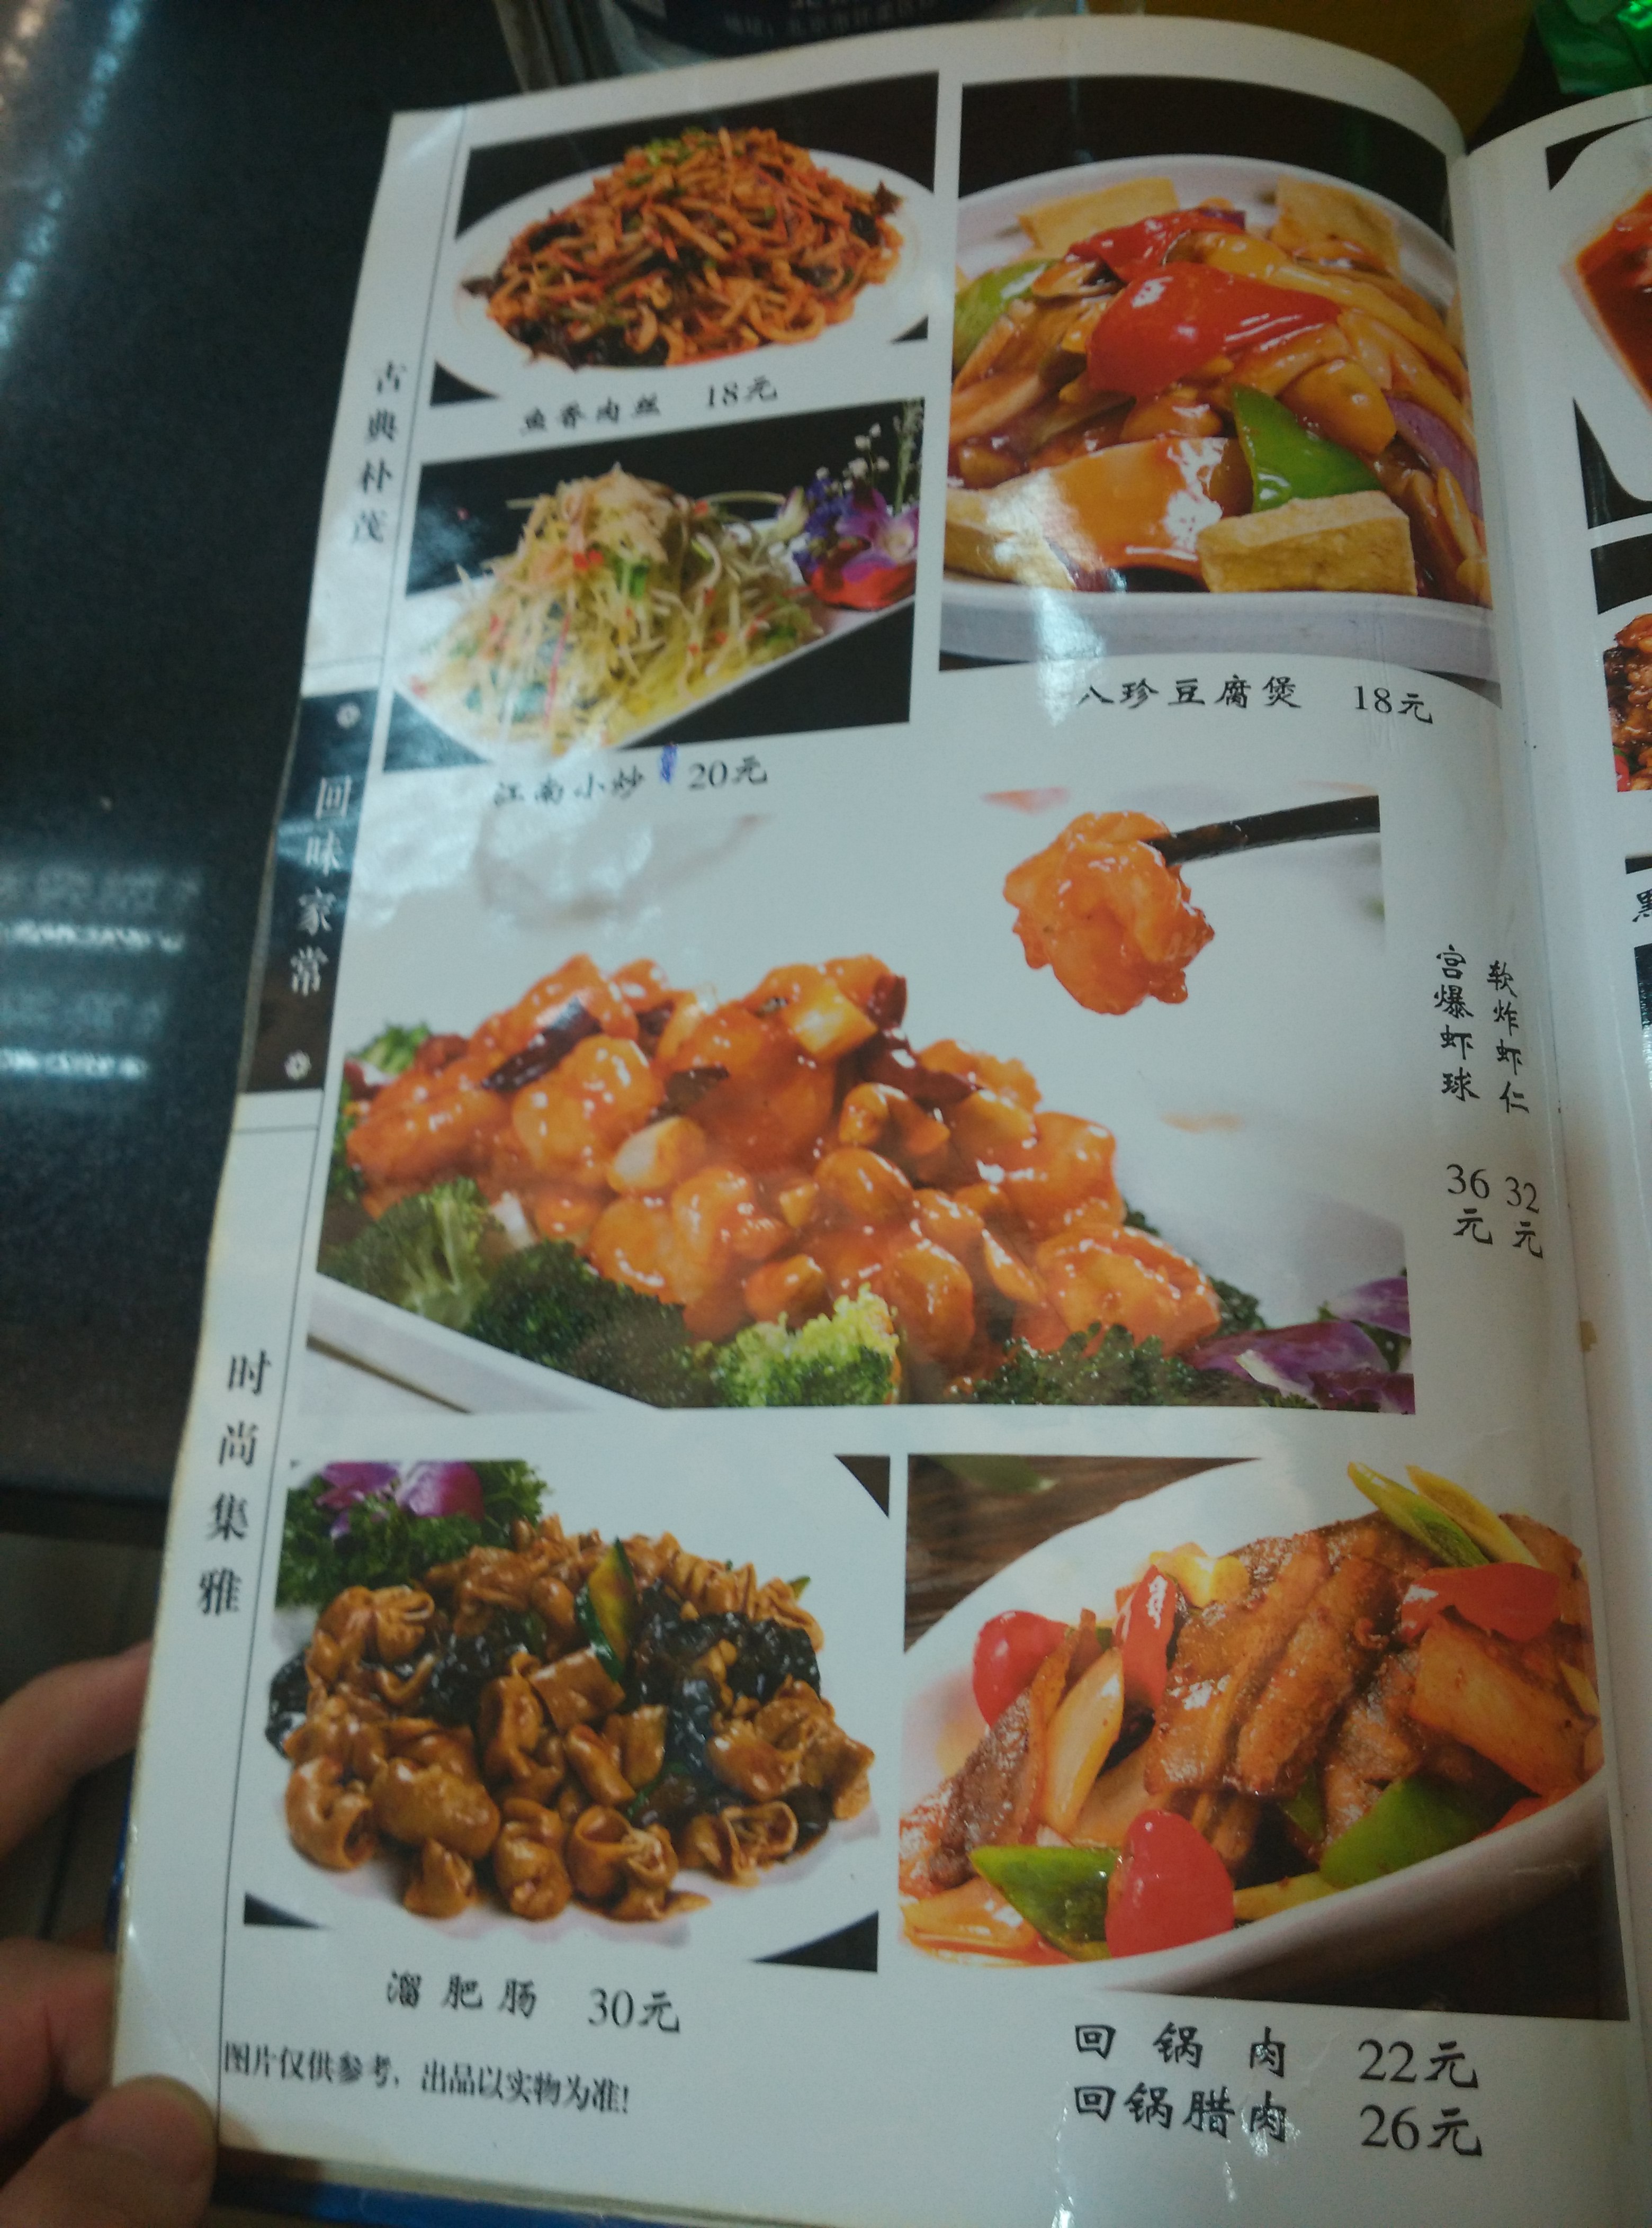 古典朴茂
回味家常
时尚集雅
鱼香肉丝 18元
八珍豆腐煲 18元
江南小炒 20元
软炸虾仁 32元
宫爆虾球 36元
溜肥肠 30元
回锅肉 22元
回锅腊肉 26元
图片仅供参考，出品以实物为准!